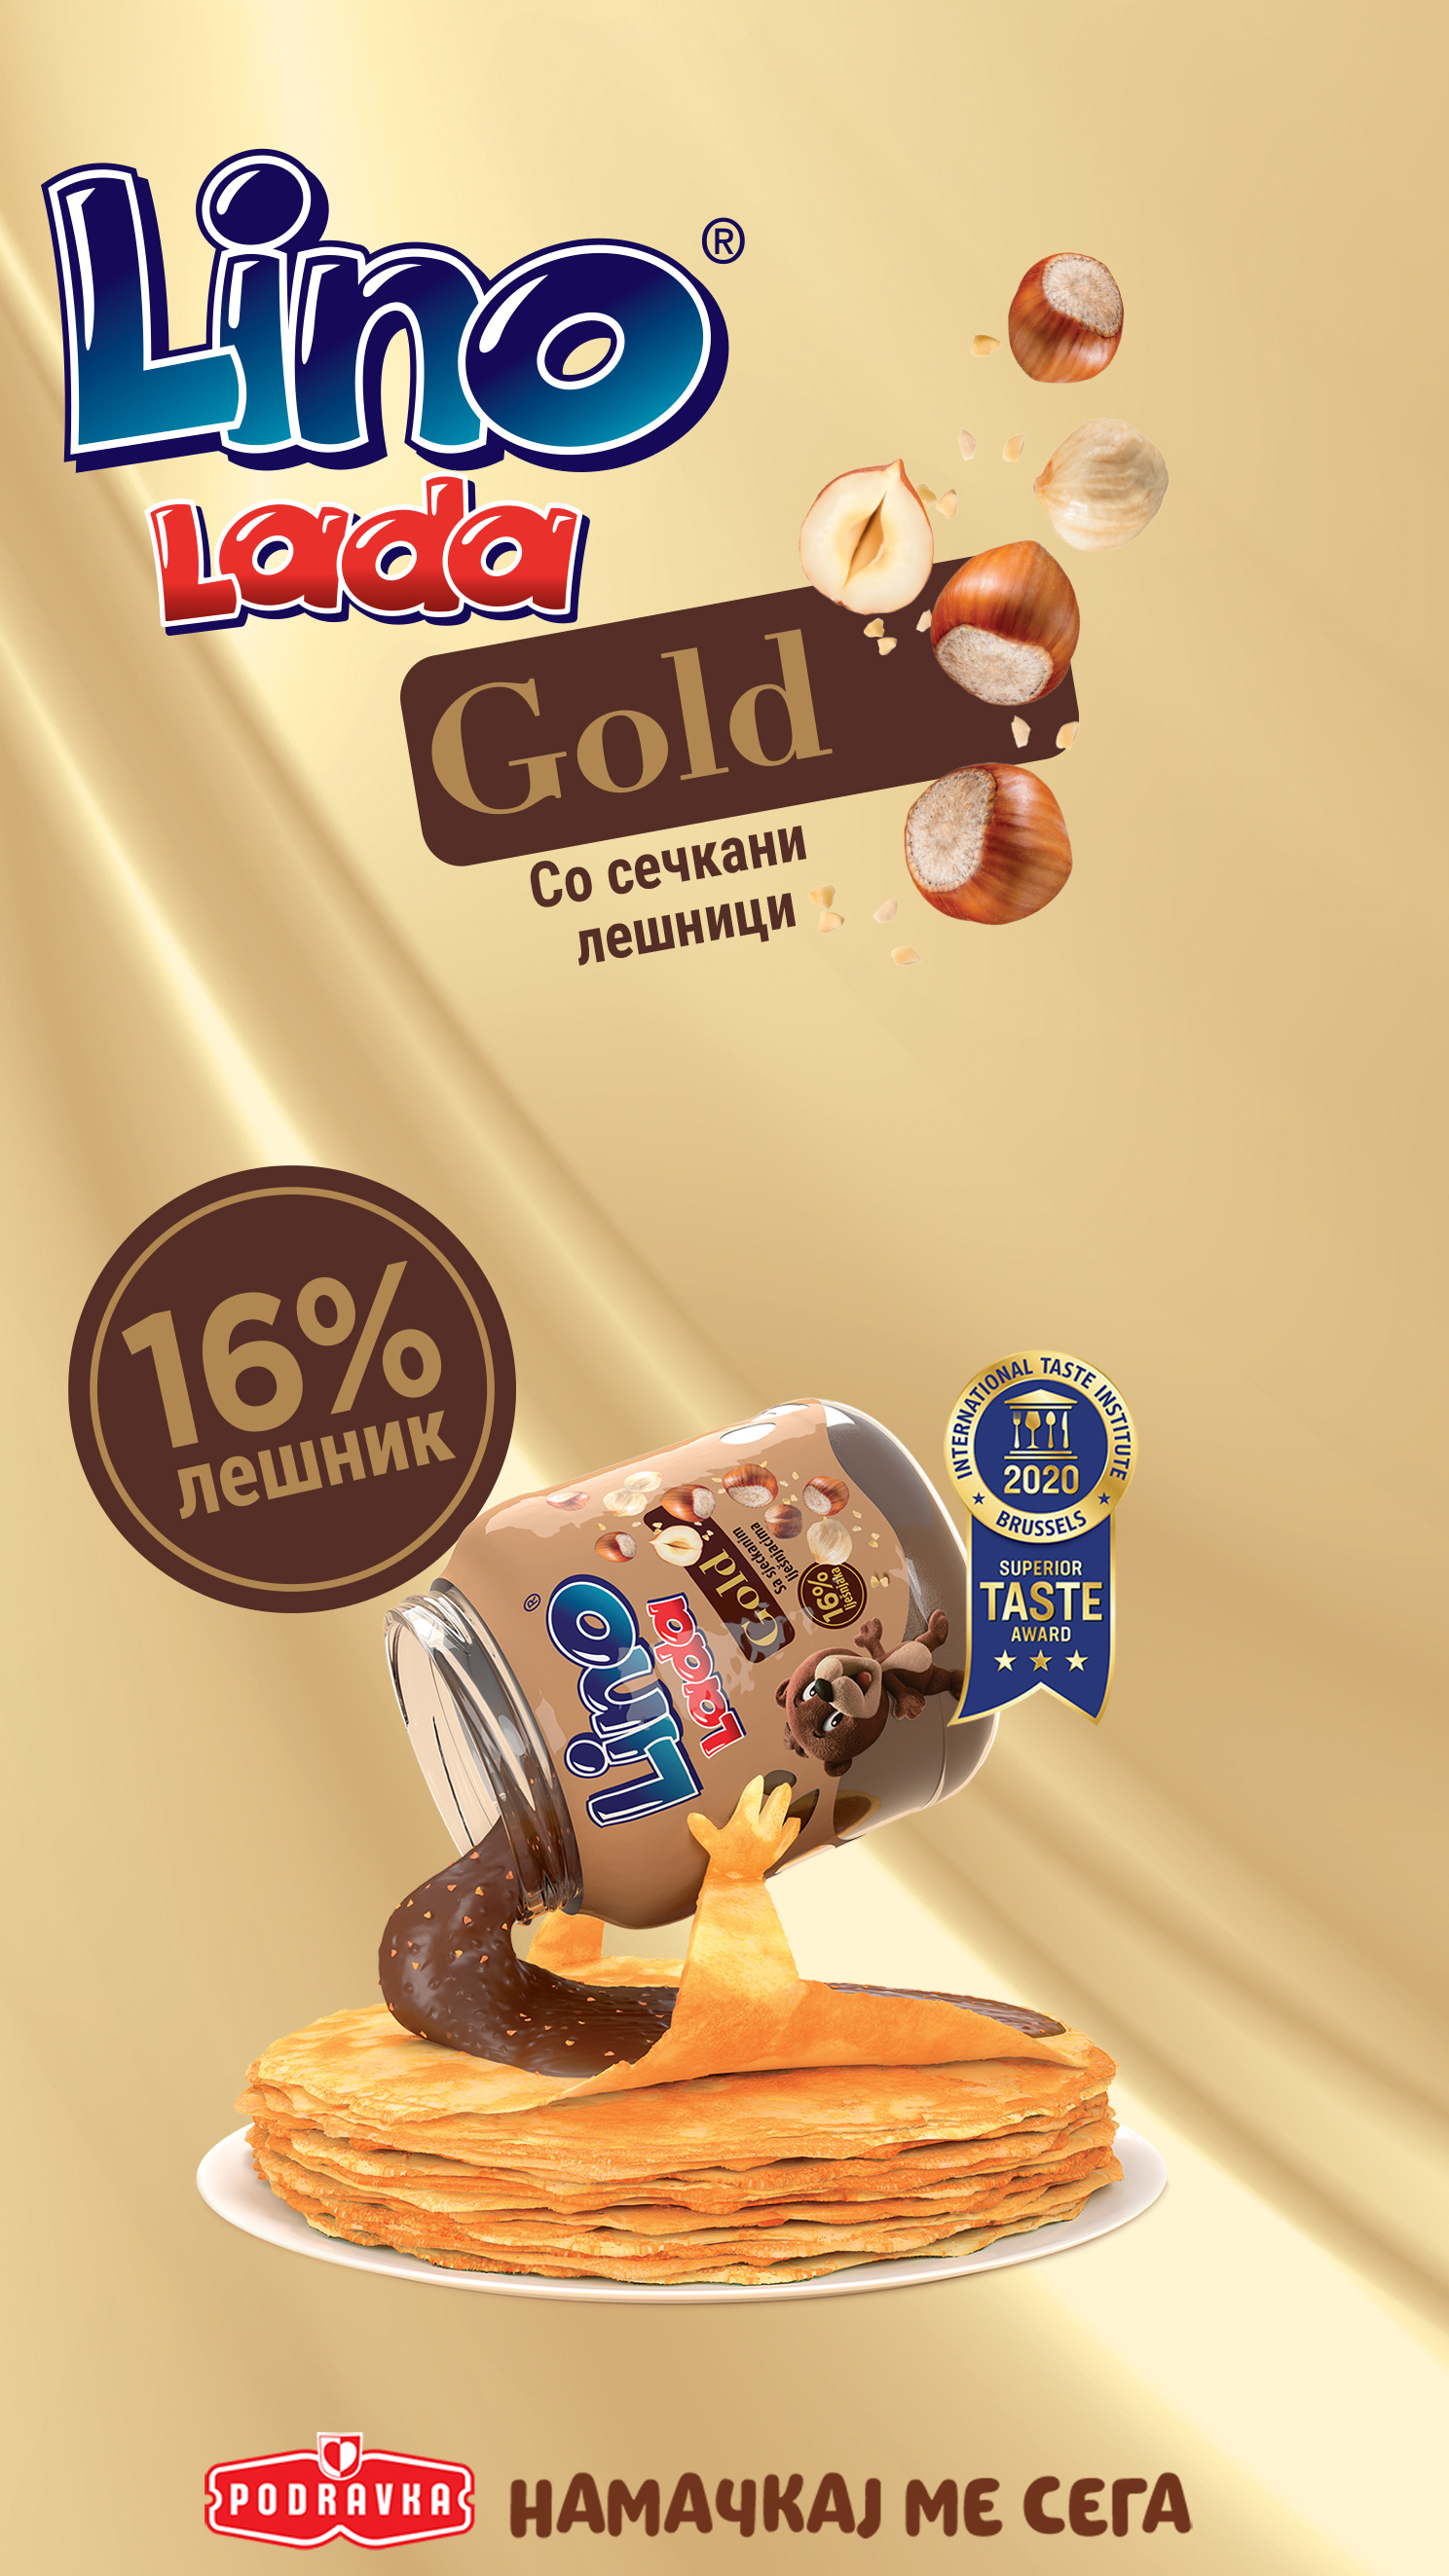 Lino®
Lada
Gold
Со сечкани
лешници
16%
лешник
INTERNATIONAL TASTE INSTITUTE
2020
BRUSSELS
SUPERIOR
TASTE
AWARD
Lino®
Lada
Gold
Sa sjeckanim
lješnjacima
16%
lješnjaka
PODRAVKA
НАМАЧКАЈ МЕ СЕГА